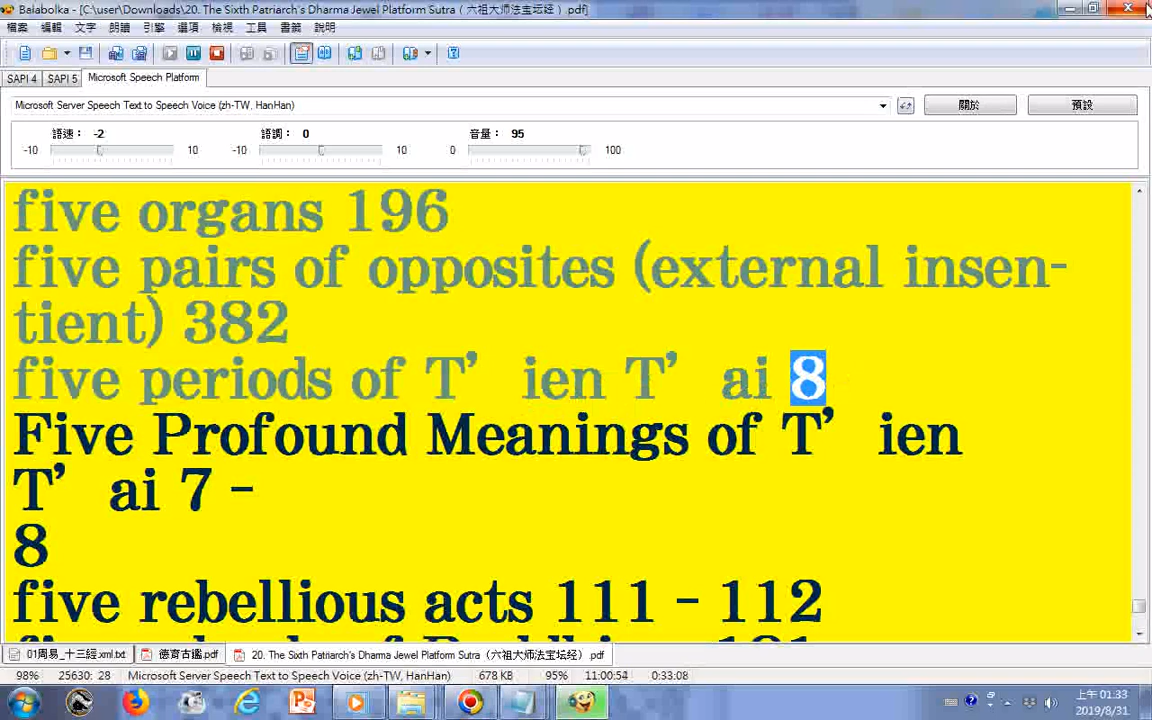 Balabolka - [C:\user\Downloads\20. The Sixth Patriarch's Dharma Jewel Platform Sutra（六祖大师法宝坛经）.pdf]
檔案 編輯 文字 朗讀 引擎 選項 檢視 工具 書籤 說明
SAPI 4 SAPI 5 Microsoft Speech Platform
Microsoft Server Speech Text to Speech Voice (zh-TW, HanHan) 關於 預設
語速： -2 語調： 0 音量： 95
-10 10 -10 10 0 100
five organs 196
five pairs of opposites (external insen-
tient) 382
five periods of T’ien T’ai 8
Five Profound Meanings of T’ien
T’ai 7 -
8
five rebellious acts 111 - 112
01周易_十三經.xml.txt 德育古鑑.pdf 20. The Sixth Patriarch's Dharma Jewel Platform Sutra（六祖大师法宝坛经）.pdf
98% 25630: 28 Microsoft Server Speech Text to Speech Voice (zh-TW, HanHan) 678 KB 95% 11:00:54 0:33:08
上午 01:33
2019/8/31